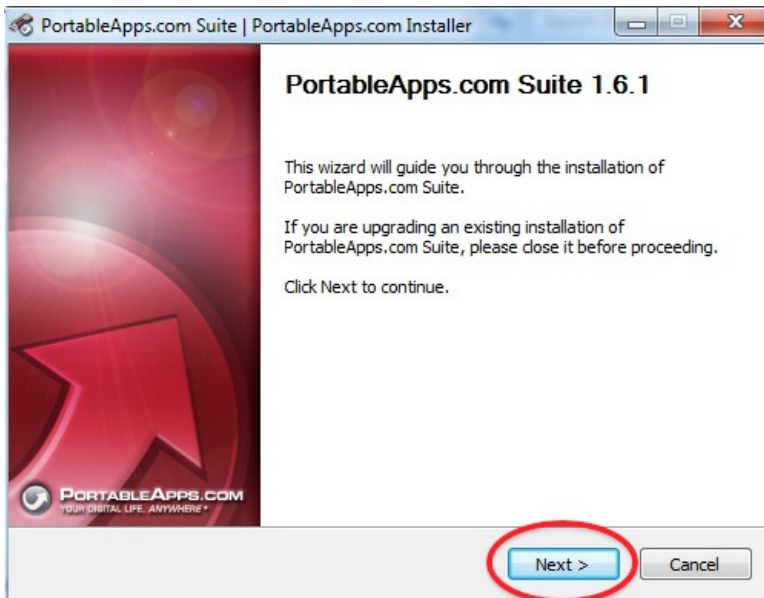 PortableApps.com Suite | PortableApps.com Installer
PortableApps.com Suite 1.6.1
This wizard will guide you through the installation of
PortableApps.com Suite.
If you are upgrading an existing installation of
PortableApps.com Suite, please close it before proceeding.
Click Next to continue.
PORTABLEAPPS.COM
YOUR DIGITAL LIFE, ANYWHERE
Next >
Cancel